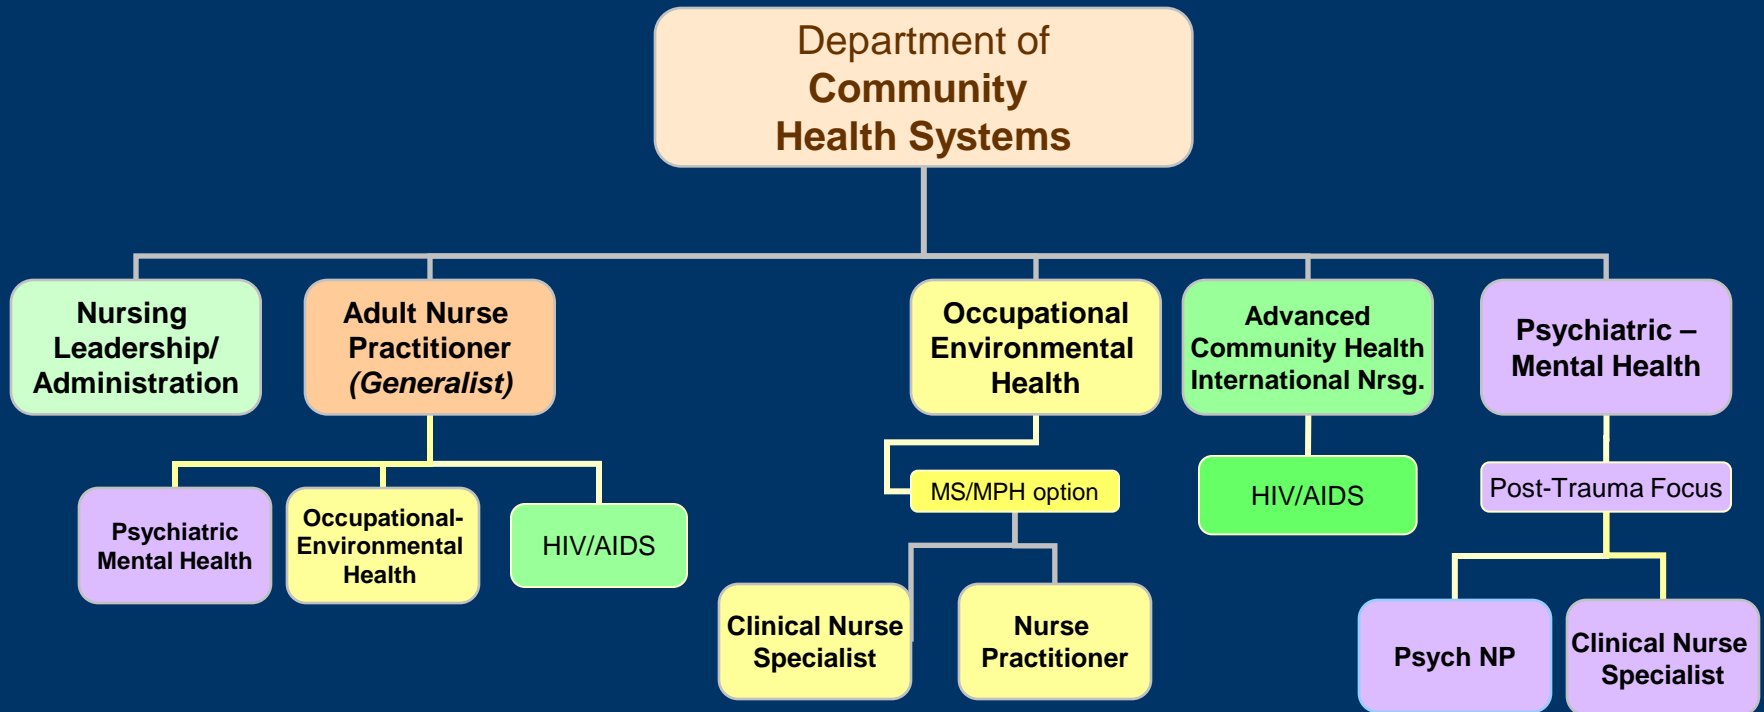 Department of
Community
Health Systems
Nursing
Leadership/
Administration
Adult Nurse
Practitioner
(Generalist)
Occupational
Environmental
Health
Advanced
Community Health
International Nrsg.
Psychiatric –
Mental Health
Psychiatric
Mental Health
Occupational-
Environmental
Health
HIV/AIDS
MS/MPH option
HIV/AIDS
Post-Trauma Focus
Clinical Nurse
Specialist
Nurse
Practitioner
Psych NP
Clinical Nurse
Specialist